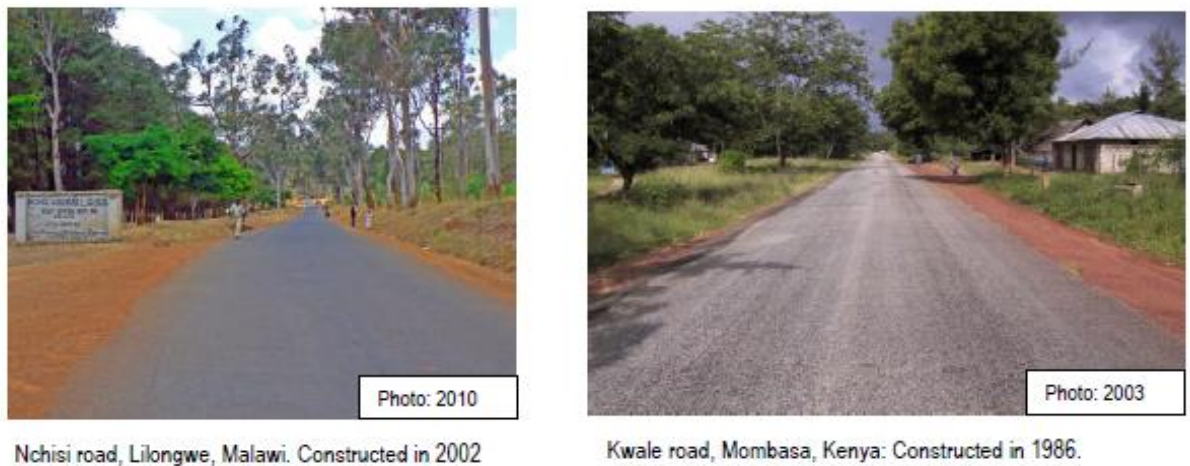 Photo: 2010
Photo: 2003
Nchisi road, Lilongwe, Malawi. Constructed in 2002
Kwale road, Mombasa, Kenya: Constructed in 1986.